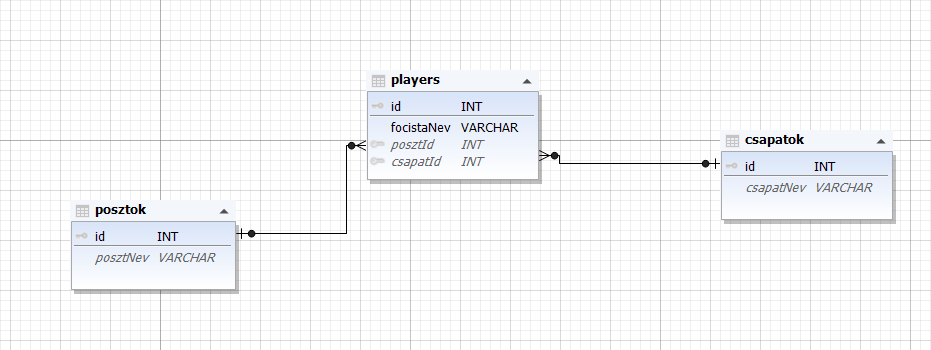 players
id INT
focistaNev VARCHAR
posztId INT
csapatId INT
csapatok
id INT
csapatNev VARCHAR
posztok
id INT
posztNev VARCHAR